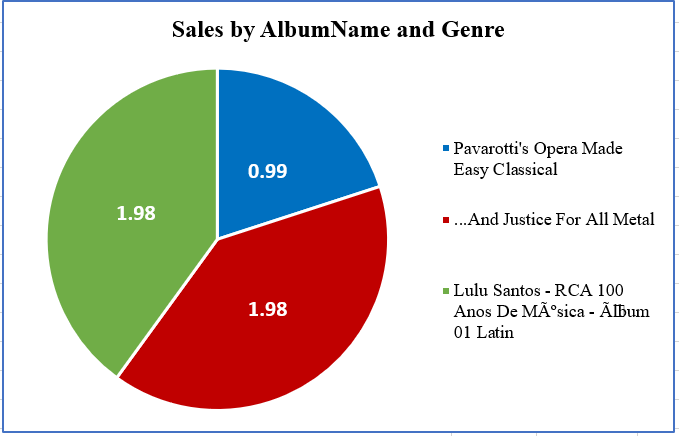 Sales by AlbumName and Genre
0.99
1.98
1.98
Pavarotti's Opera Made
Easy Classical
...And Justice For All Metal
Lulu Santos - RCA 100
Anos De MÃºsica - Ãlbum
01 Latin